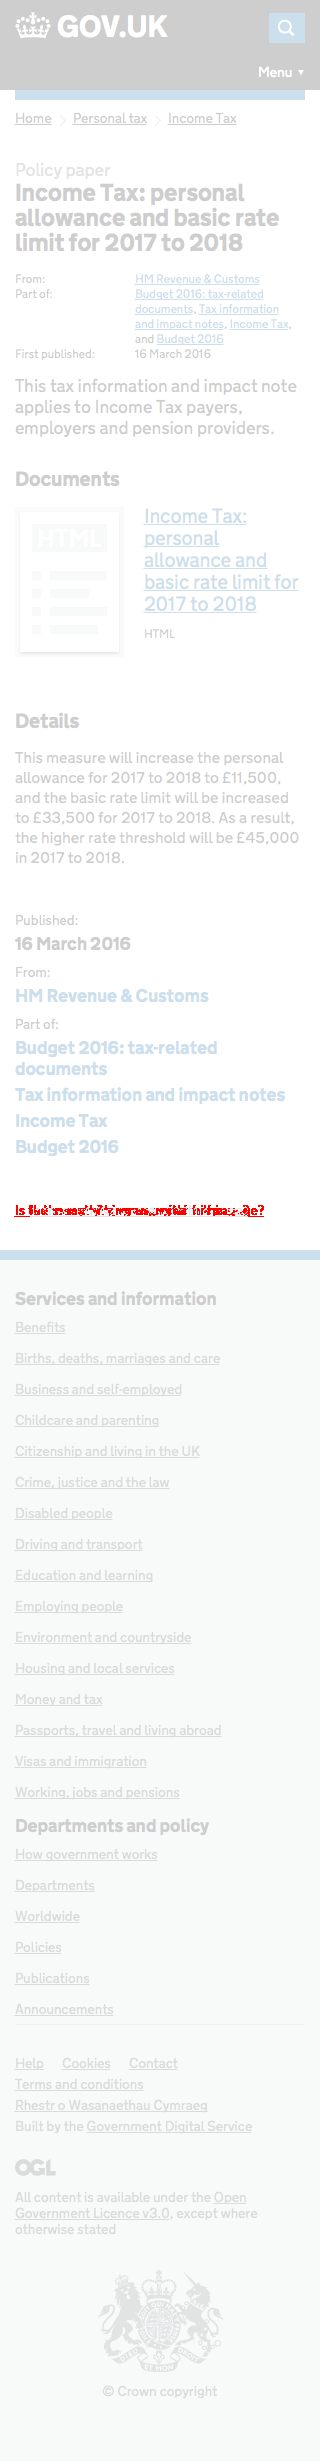 GOV.UK
Menu ▼
Home > Personal tax > Income Tax
Policy paper
Income Tax: personal
allowance and basic rate
limit for 2017 to 2018
From: HM Revenue & Customs
Part of: Budget 2016: tax-related
documents, Tax information
and impact notes, Income Tax,
and Budget 2016
First published: 16 March 2016
This tax information and impact note
applies to Income Tax payers,
employers and pension providers.
Documents
HTML
Income Tax:
personal
allowance and
basic rate limit for
2017 to 2018
HTML
Details
This measure will increase the personal
allowance for 2017 to 2018 to £11,500,
and the basic rate limit will be increased
to £33,500 for 2017 to 2018. As a result,
the higher rate threshold will be £45,000
in 2017 to 2018.
Published:
16 March 2016
From:
HM Revenue & Customs
Part of:
Budget 2016: tax-related
documents
Tax information and impact notes
Income Tax
Budget 2016
Services and information
Benefits
Births, deaths, marriages and care
Business and self-employed
Childcare and parenting
Citizenship and living in the UK
Crime, justice and the law
Disabled people
Driving and transport
Education and learning
Employing people
Environment and countryside
Housing and local services
Money and tax
Passports, travel and living abroad
Visas and immigration
Working, jobs and pensions
Departments and policy
How government works
Departments
Worldwide
Policies
Publications
Announcements
Help Cookies Contact
Terms and conditions
Rhestr o Wasanaethau Cymraeg
Built by the Government Digital Service
OGL
All content is available under the Open
Government Licence v3.0, except where
otherwise stated
© Crown copyright